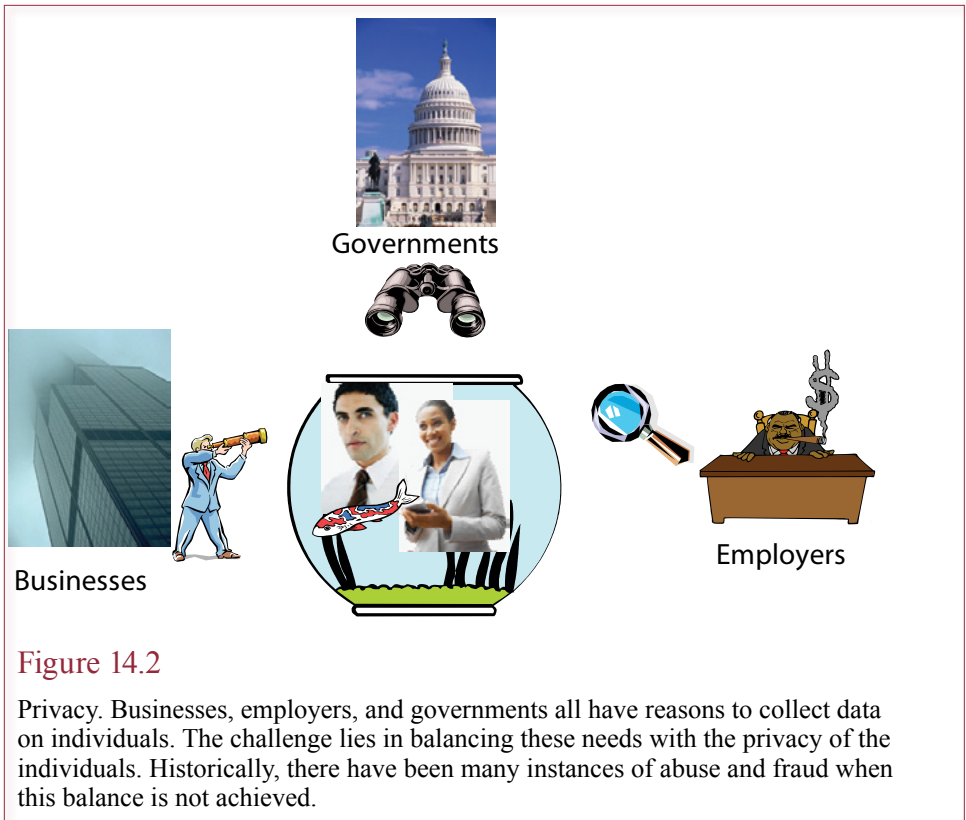 Governments
Businesses
Employers
Figure 14.2
Privacy. Businesses, employers, and governments all have reasons to collect data
on individuals. The challenge lies in balancing these needs with the privacy of the
individuals. Historically, there have been many instances of abuse and fraud when
this balance is not achieved.